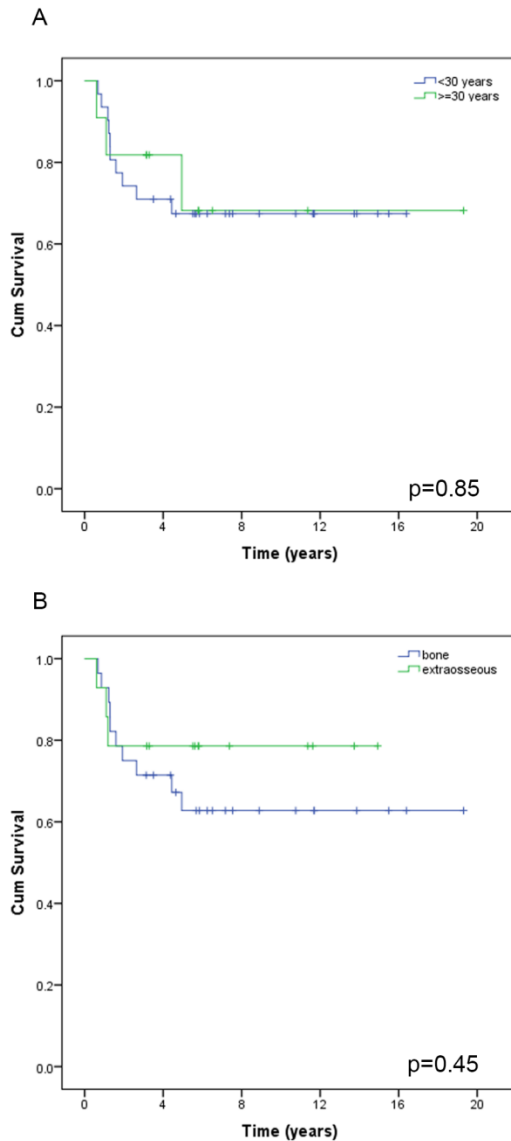 A
1.0
<30 years
>=30 years
0.8
0.6
Cum Survival
0.4
0.2
0.0
p=0.85
0 4 8 12 16 20
Time (years)
B
1.0
bone
extraosseous
0.8
0.6
Cum Survival
0.4
0.2
0.0
p=0.45
0 4 8 12 16 20
Time (years)